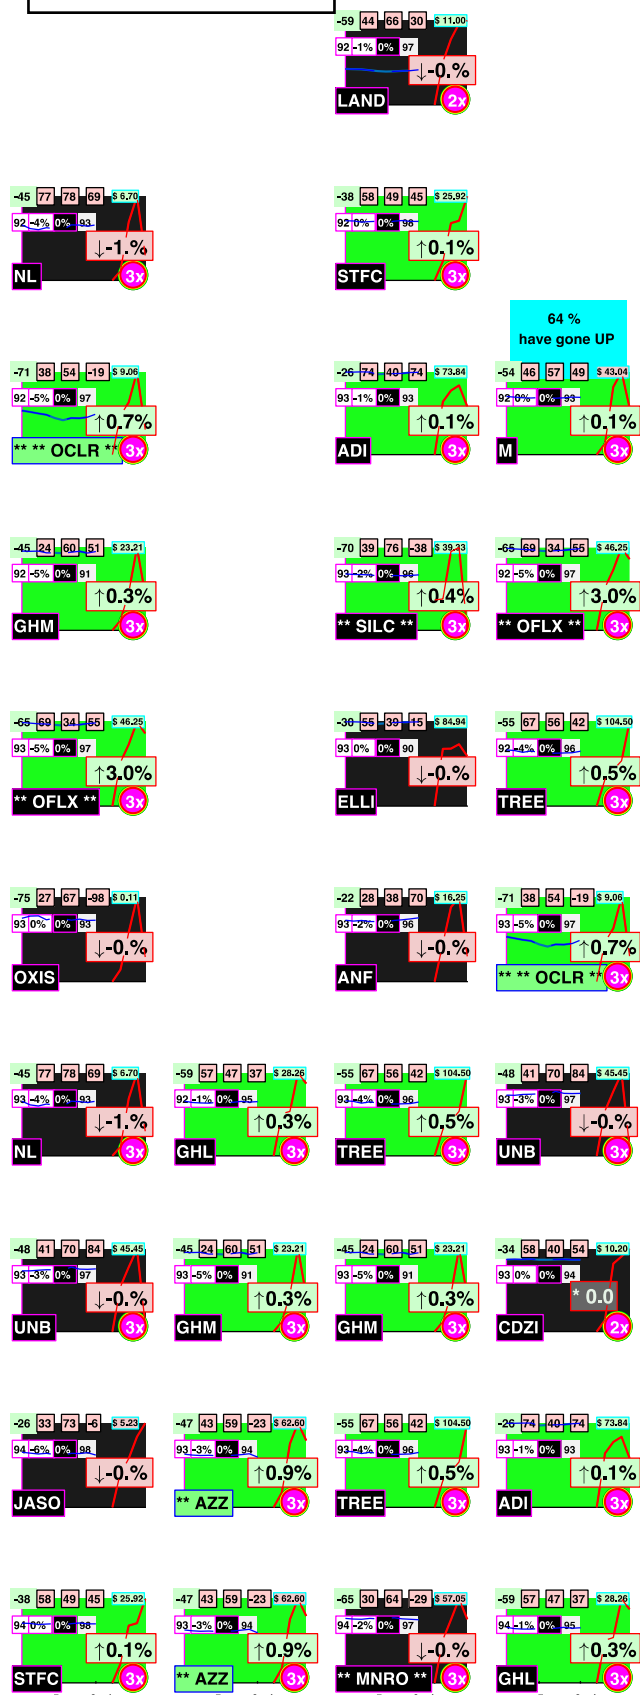 -59 44 66 30 $ 11.00
92 -1% 0% 97
↓-0.%
LAND 2x
-45 77 78 69 $ 6.70
92 -4% 0% 93
↓-1.%
NL 3x
-38 58 49 45 $ 25.92
92 0% 0% 98
↑0.1%
STFC 3x
64 %
have gone UP
-71 38 54 -19 $ 9.06
92 -5% 0% 97
↑0.7%
** ** OCLR ** 3x
-26 74 40 74 $ 73.84
93 -1% 0% 93
↑0.1%
ADI 3x
-54 46 57 49 $ 43.04
92 0% 0% 93
↑0.1%
M 3x
-45 24 60 51 $ 23.21
92 -5% 0% 91
↑0.3%
GHM 3x
-70 39 76 -38 $ 39.33
93 -2% 0% 96
↑0.4%
** SILC ** 3x
-65 69 34 55 $ 46.25
92 -5% 0% 97
↑3.0%
** OFLX ** 3x
-65 69 34 55 $ 46.25
93 -5% 0% 97
↑3.0%
** OFLX ** 3x
-30 55 39 15 $ 84.94
93 0% 0% 90
↓-0.%
ELLI 3x
-55 67 56 42 $ 104.50
92 -4% 0% 96
↑0.5%
TREE 3x
-75 27 67 -98 $ 0.11
93 0% 0% 93
↓-0.%
OXIS 3x
-22 28 38 70 $ 16.25
93 -2% 0% 96
↓-0.%
ANF 3x
-71 38 54 -19 $ 9.06
93 -5% 0% 97
↑0.7%
** ** OCLR ** 3x
-45 77 78 69 $ 6.70
93 -4% 0% 93
↓-1.%
NL 3x
-59 57 47 37 $ 28.26
92 -1% 0% 95
↑0.3%
GHL 3x
-55 67 56 42 $ 104.50
93 -4% 0% 96
↑0.5%
TREE 3x
-48 41 70 84 $ 45.45
93 -3% 0% 97
↓-0.%
UNB 3x
-48 41 70 84 $ 45.45
93 -3% 0% 97
↓-0.%
UNB 3x
-45 24 60 51 $ 23.21
93 -5% 0% 91
↑0.3%
GHM 3x
-45 24 60 51 $ 23.21
93 -5% 0% 91
↑0.3%
GHM 3x
-34 58 40 54 $ 10.20
93 0% 0% 94
* 0.0
CDZI 2x
-26 33 73 -6 $ 5.23
94 -6% 0% 98
↓-0.%
JASO 3x
-47 43 59 -23 $ 62.60
93 -3% 0% 94
↑0.9%
** AZZ 3x
-55 67 56 42 $ 104.50
93 -4% 0% 96
↑0.5%
TREE 3x
-26 74 40 74 $ 73.84
93 -1% 0% 93
↑0.1%
ADI 3x
-38 58 49 45 $ 25.92
94 0% 0% 98
↑0.1%
STFC 3x
-47 43 59 -23 $ 62.60
93 -3% 0% 94
↑0.9%
** AZZ 3x
-65 30 64 -29 $ 57.05
94 -2% 0% 97
↓-0.%
** MNRO ** 3x
-59 57 47 37 $ 28.26
94 -1% 0% 95
↑0.3%
GHL 3x